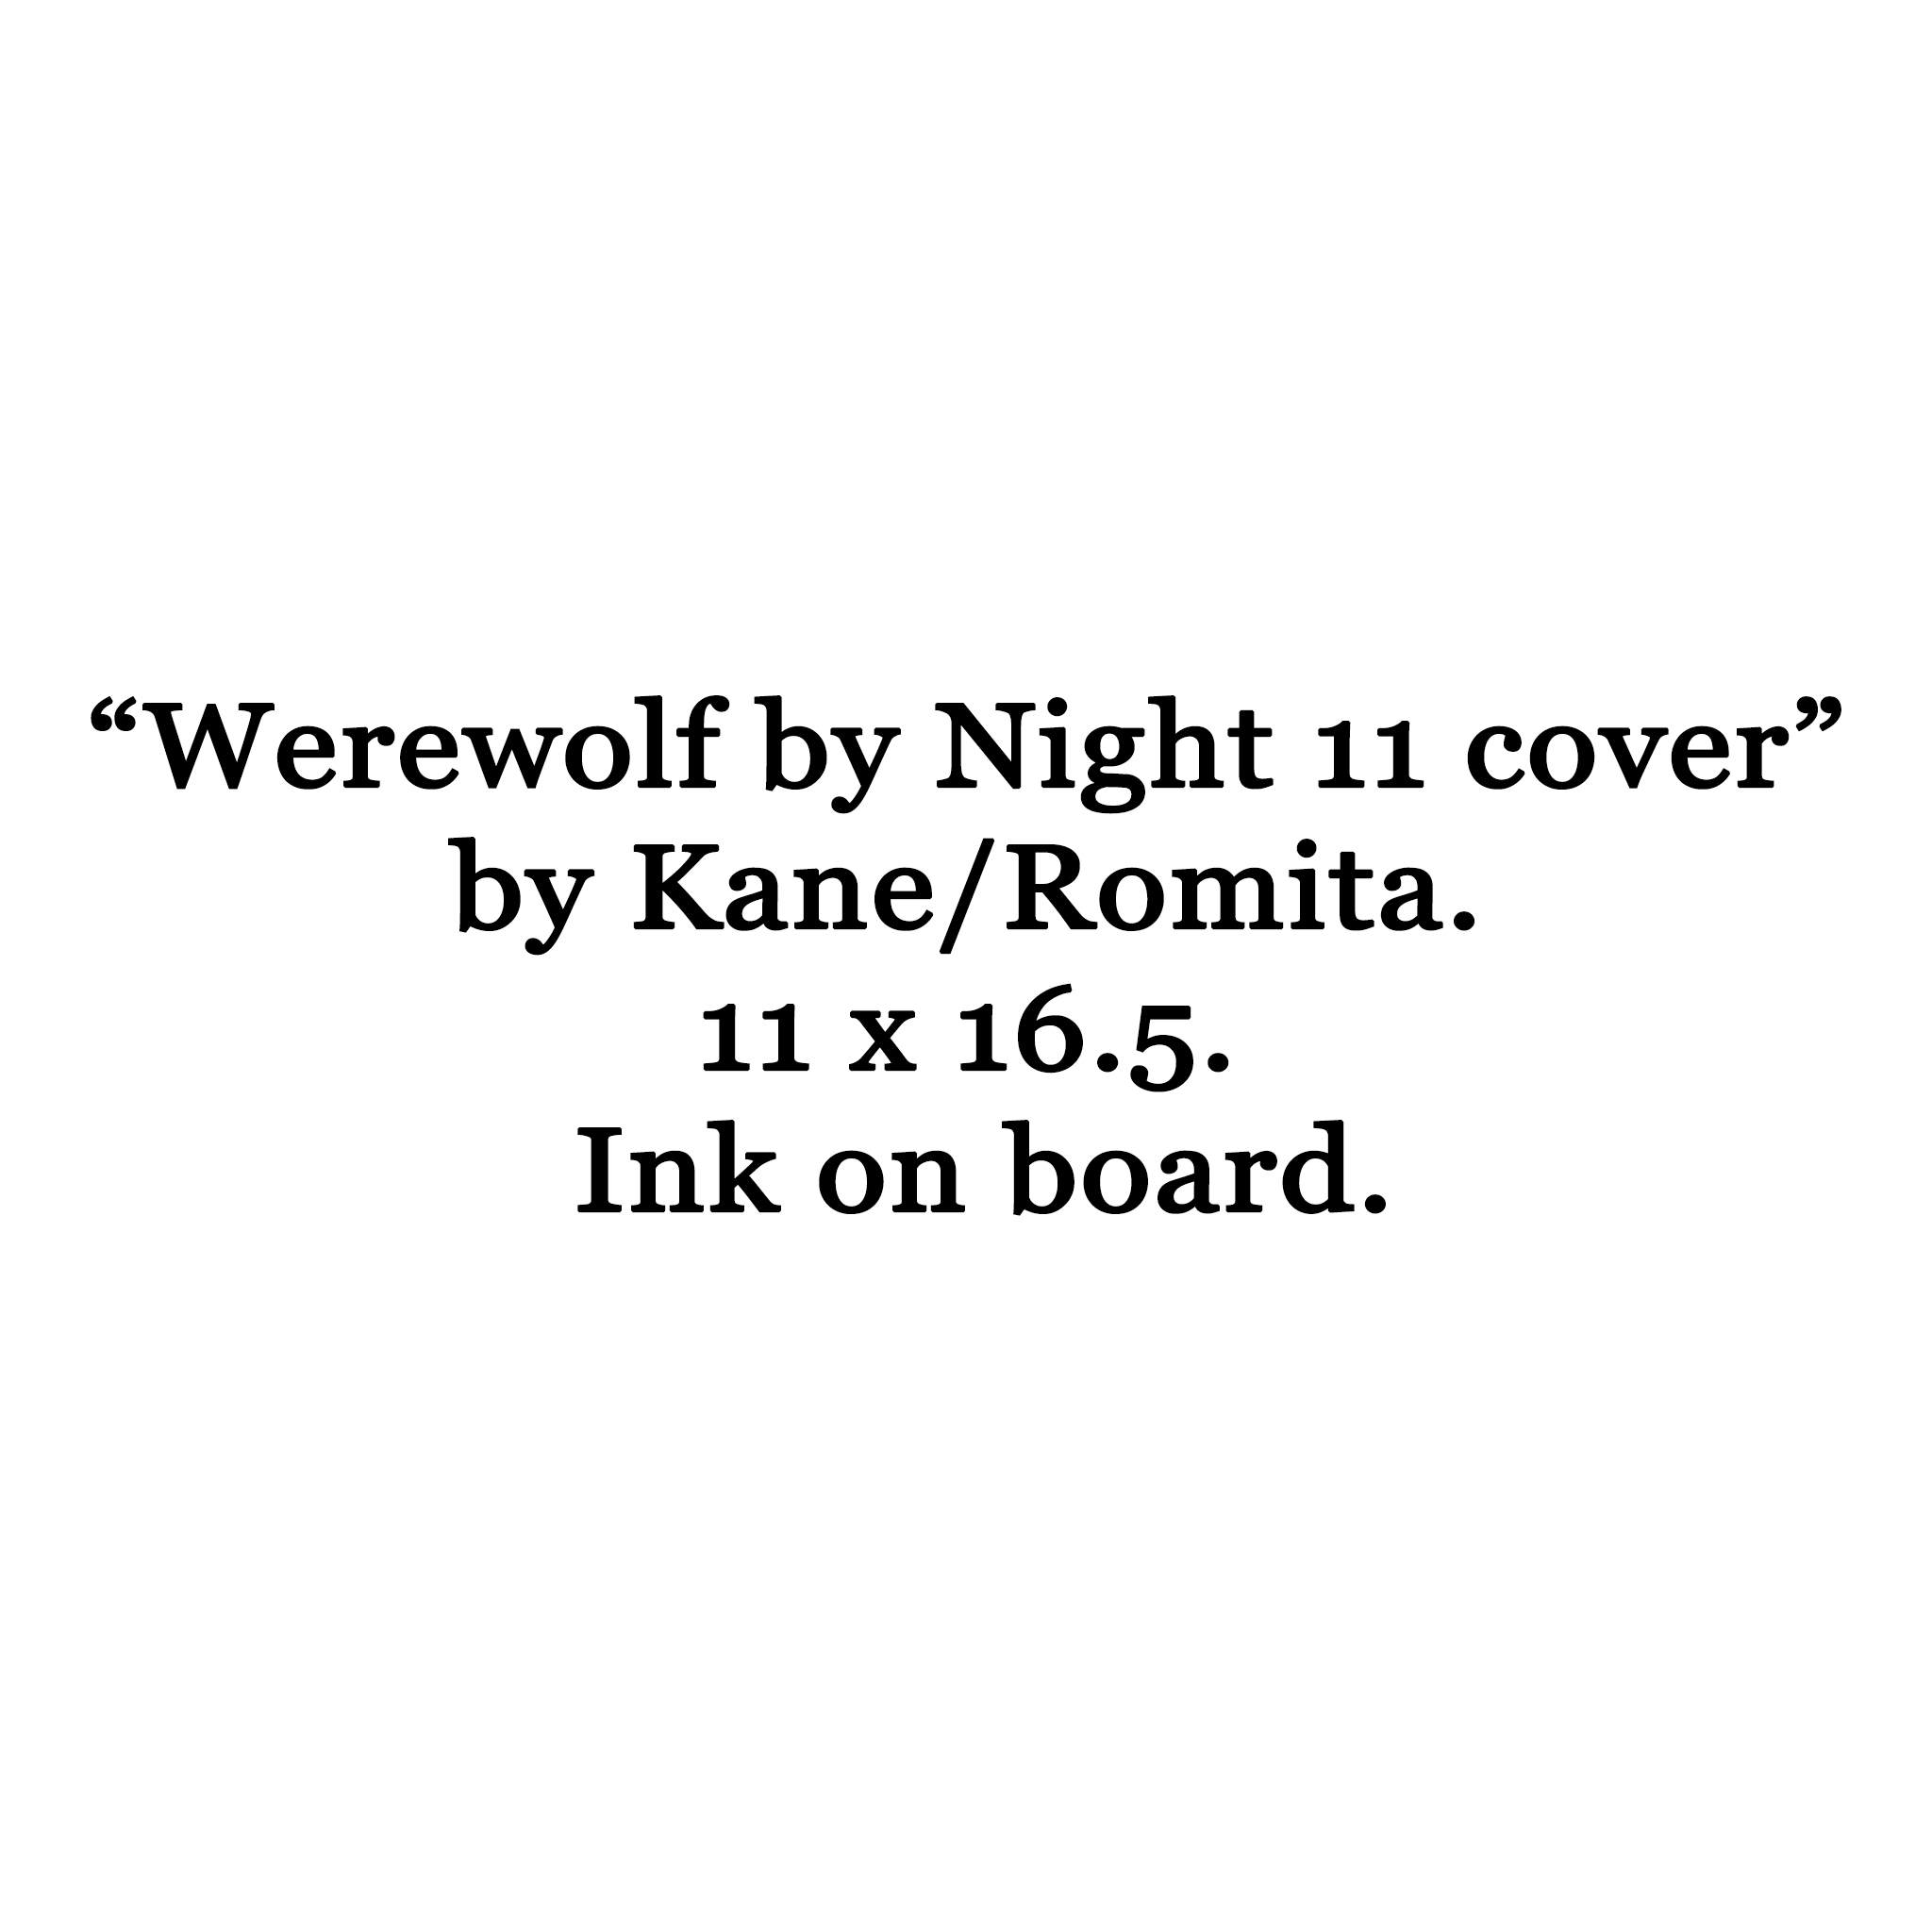 “Werewolf by Night 11 cover”
by Kane/Romita.
11 x 16.5.
Ink on board.